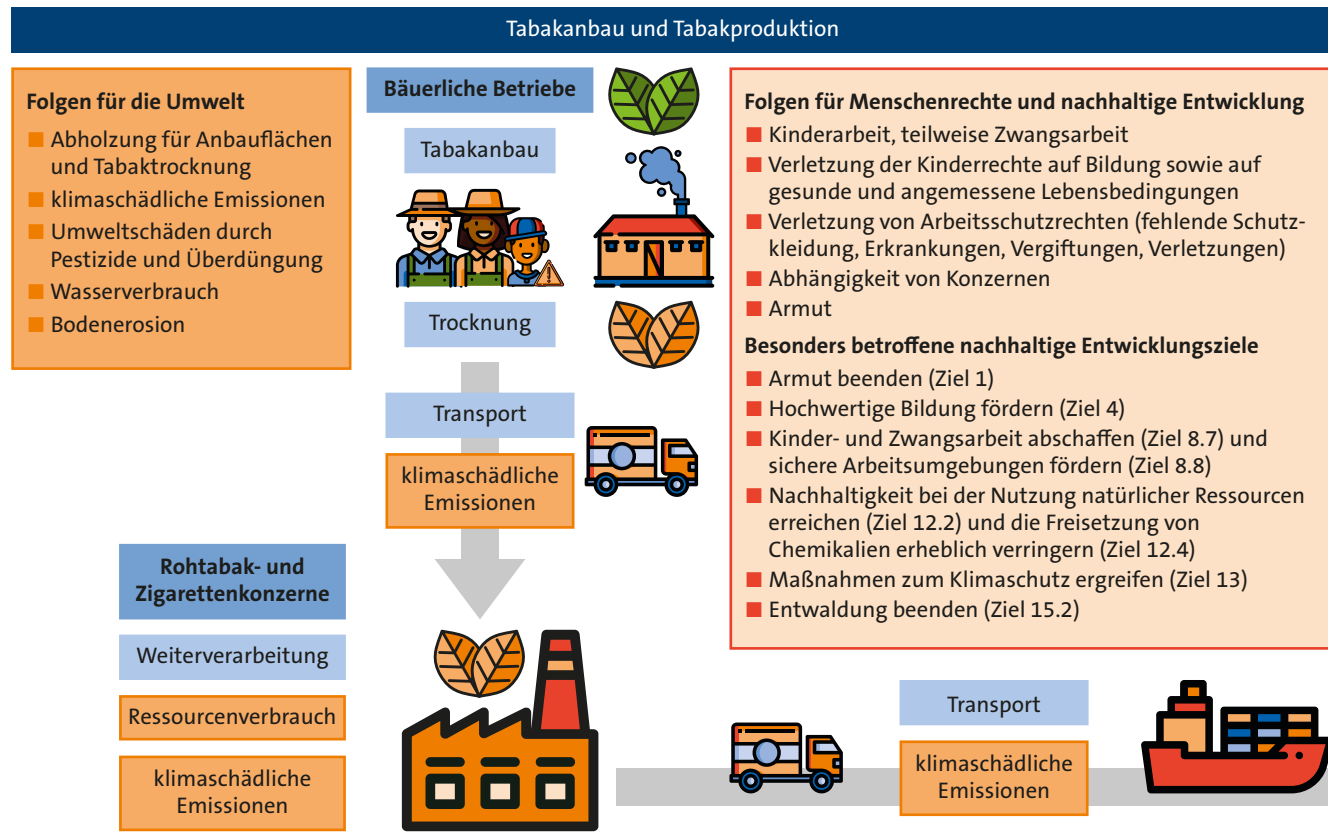 Tabakanbau und Tabakproduktion
Folgen für die Umwelt
Abholzung für Anbauflächen
und Tabaktrocknung
klimaschädliche Emissionen
Umweltschäden durch
Pestizide und Überdüngung
Wasserverbrauch
Bodenerosion
Bäuerliche Betriebe
Tabakanbau
Trocknung
Transport
klimaschädliche
Emissionen
Folgen für Menschenrechte und nachhaltige Entwicklung
Kinderarbeit, teilweise Zwangsarbeit
Verletzung der Kinderrechte auf Bildung sowie auf
gesunde und angemessene Lebensbedingungen
Verletzung von Arbeitsschutzrechten (fehlende Schutz-
kleidung, Erkrankungen, Vergiftungen, Verletzungen)
Abhängigkeit von Konzernen
Armut
Besonders betroffene nachhaltige Entwicklungsziele
Armut beenden (Ziel 1)
Hochwertige Bildung fördern (Ziel 4)
Kinder- und Zwangsarbeit abschaffen (Ziel 8.7) und
sichere Arbeitsumgebungen fördern (Ziel 8.8)
Nachhaltigkeit bei der Nutzung natürlicher Ressourcen
erreichen (Ziel 12.2) und die Freisetzung von
Chemikalien erheblich verringern (Ziel 12.4)
Maßnahmen zum Klimaschutz ergreifen (Ziel 13)
Entwaldung beenden (Ziel 15.2)
Rohtabak- und
Zigarettenkonzerne
Weiterverarbeitung
Ressourcenverbrauch
klimaschädliche
Emissionen
Transport
klimaschädliche
Emissionen